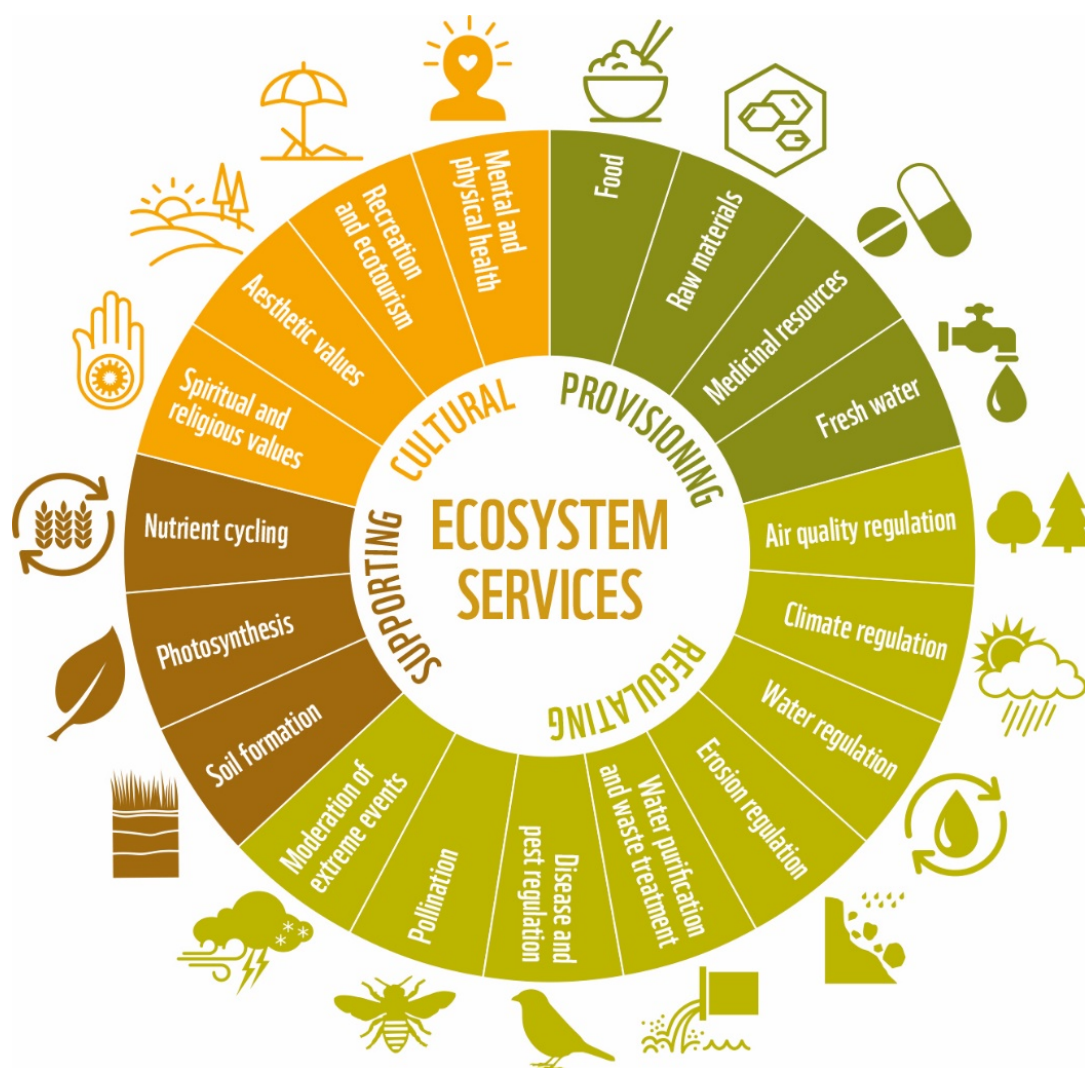 ECOSYSTEM
SERVICES
PROVISIONING
Food
Raw materials
Medicinal resources
Fresh water
REGULATING
Air quality regulation
Climate regulation
Water regulation
Erosion regulation
Water purification
and waste treatment
Disease and
pest regulation
Pollination
Moderation of
extreme events
SUPPORTING
Soil formation
Photosynthesis
Nutrient cycling
CULTURAL
Spiritual and
religious values
Aesthetic values
Recreation
and ecotourism
Mental and
physical health